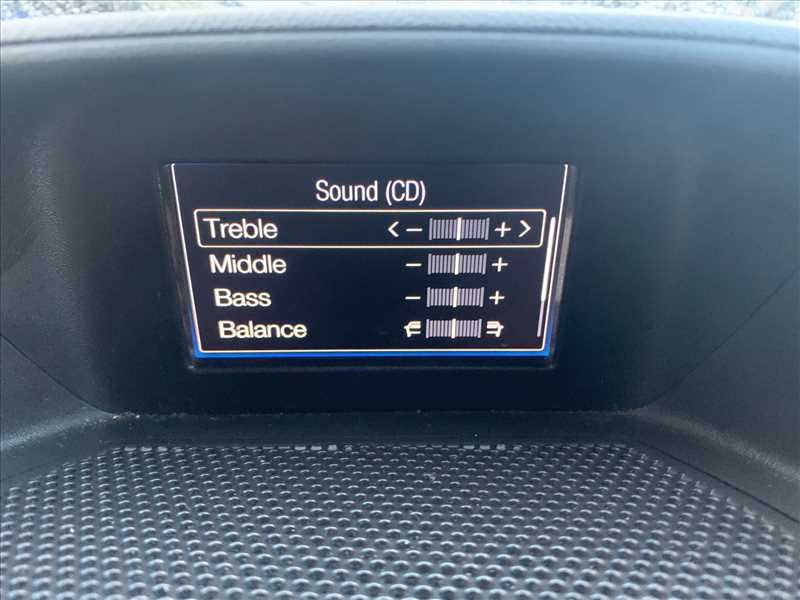 Sound (CD)
Treble < − + >
Middle − +
Bass − +
Balance